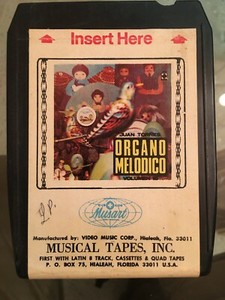 Insert Here
JUAN TORRES
ORGANO
MELODICO
Musart
Manufactured by: VIDEO MUSIC CORP., Hialeah, Fla. 33011
MUSICAL TAPES, INC.
FIRST WITH LATIN 8 TRACK, CASSETTES & QUAD TAPES
P. O. BOX 75, HIALEAH, FLORIDA 33011 U.S.A.